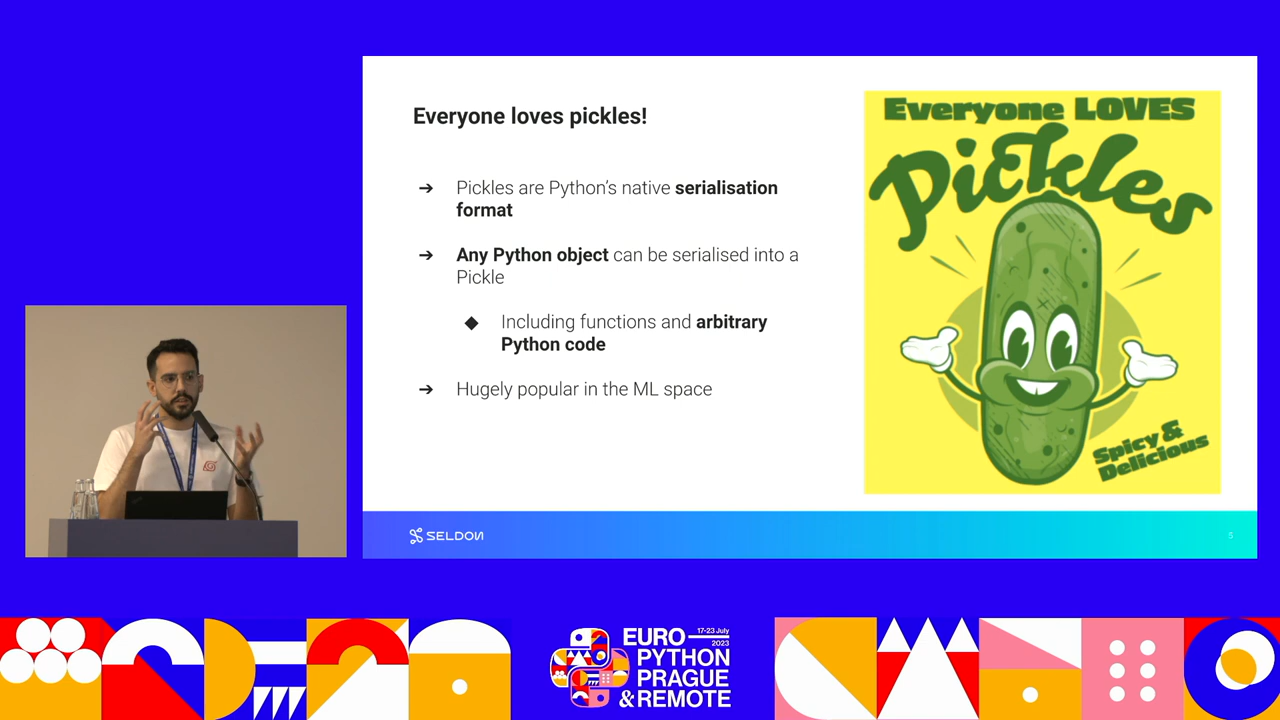 Everyone loves pickles!
➔ Pickles are Python's native serialisation
format
➔ Any Python object can be serialised into a
Pickle
◆ Including functions and arbitrary
Python code
➔ Hugely popular in the ML space
Everyone LOVES
Pickles
Spicy &
Delicious
SELDON
5
17-23 July
2023
EURO
PYTHON
PRAGUE
& REMOTE